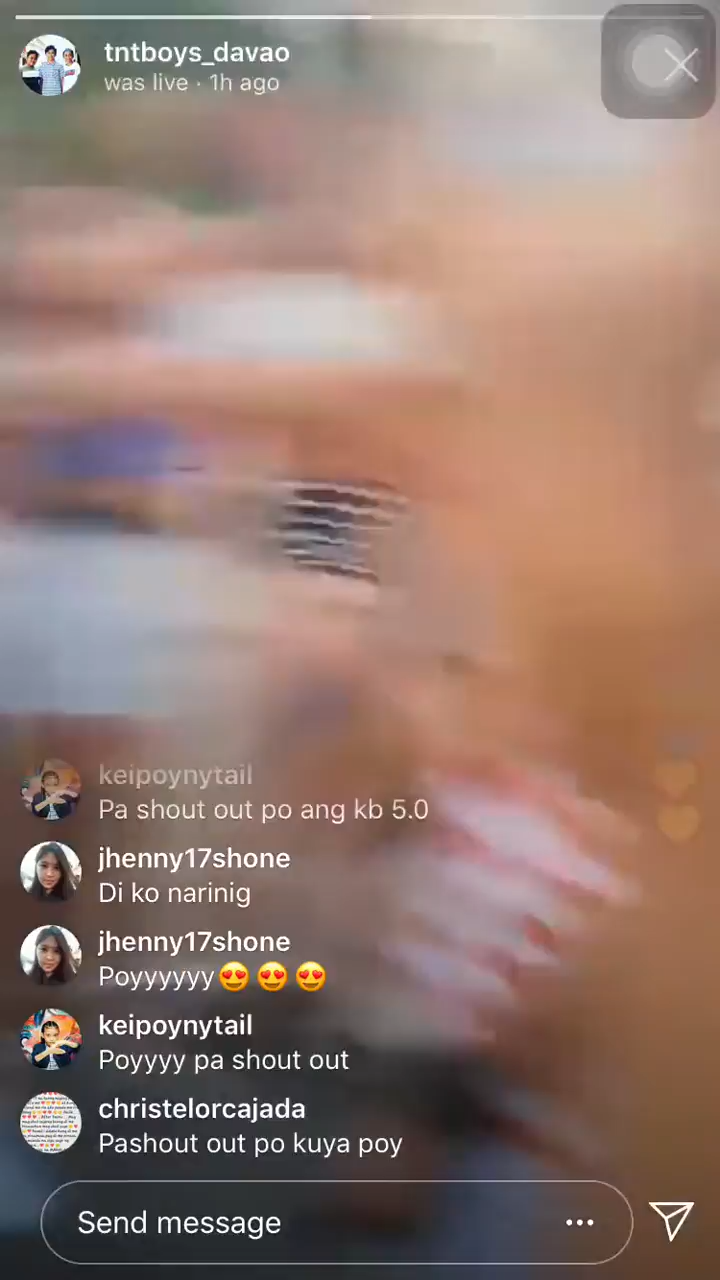 tntboys_davao
was live · 1h ago
keipoynytail
Pa shout out po ang kb 5.0
jhenny17shone
Di ko narinig
jhenny17shone
Poyyyyyy😍😍😍
keipoynytail
Poyyyy pa shout out
christelorcajada
Pashout out po kuya poy
Send message